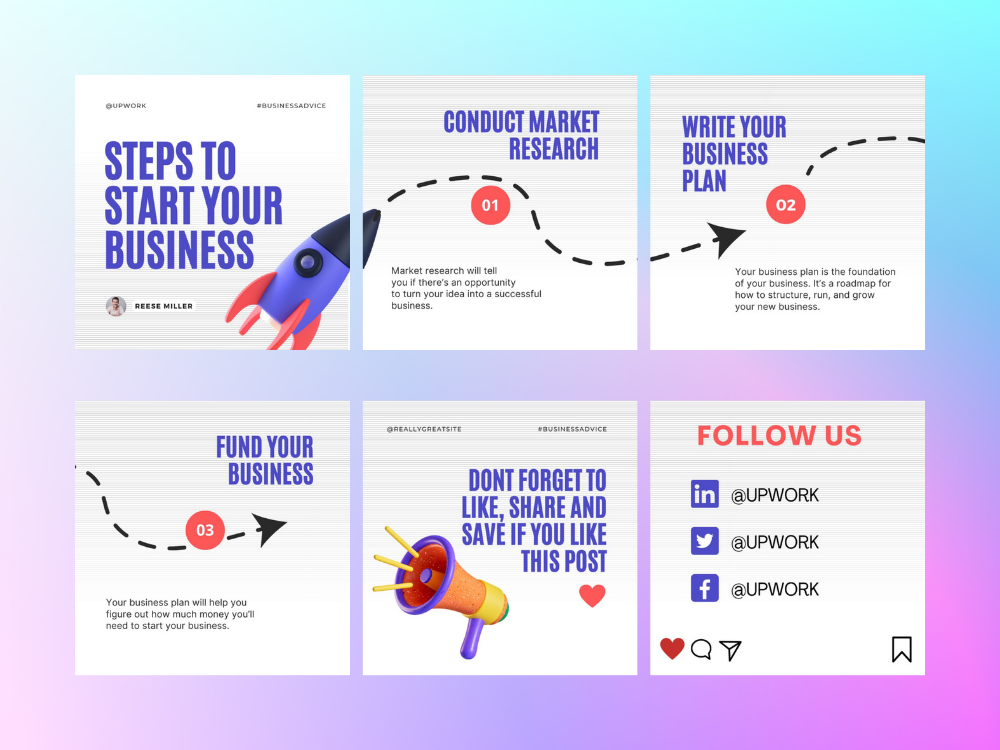 @UPWORK
#BUSINESSADVICE
STEPS TO
START YOUR
BUSINESS
REESE MILLER
CONDUCT MARKET
RESEARCH
01
Market research will tell
you if there's an opportunity
to turn your idea into a successful
business.
WRITE YOUR
BUSINESS
PLAN
02
Your business plan is the foundation
of your business. It's a roadmap for
how to structure, run, and grow
your new business.
FUND YOUR
BUSINESS
03
Your business plan will help you
figure out how much money you'll
need to start your business.
@REALLYGREATSITE
#BUSINESSADVICE
DONT FORGET TO
LIKE, SHARE AND
SAVE IF YOU LIKE
THIS POST
FOLLOW US
in
@UPWORK
@UPWORK
f
@UPWORK